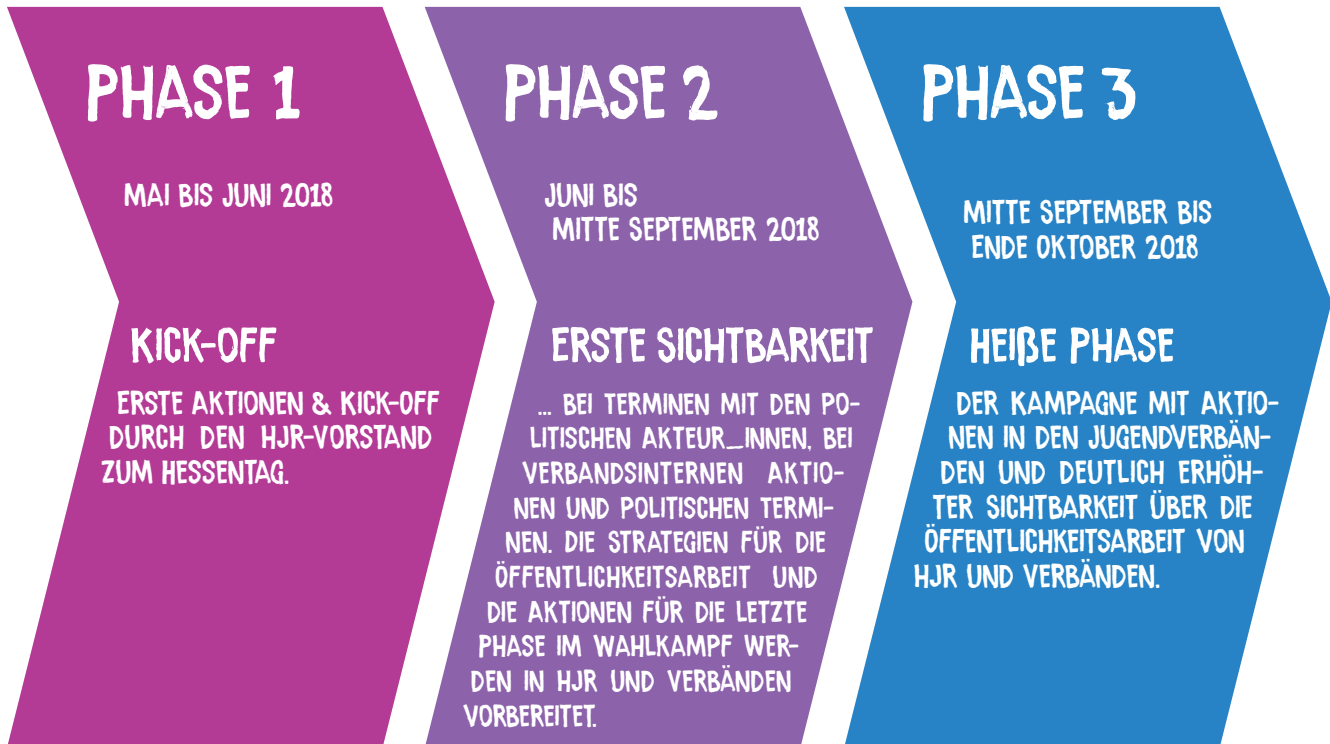 PHASE 1
MAI BIS JUNI 2018
KICK-OFF
ERSTE AKTIONEN & KICK-OFF
DURCH DEN HJR-VORSTAND
ZUM HESSENTAG.
PHASE 2
JUNI BIS
MITTE SEPTEMBER 2018
ERSTE SICHTBARKEIT
... BEI TERMINEN MIT DEN PO-
LITISCHEN AKTEUR_INNEN, BEI
VERBANDSINTERNEN AKTIO-
NEN UND POLITISCHEN TERMI-
NEN. DIE STRATEGIEN FÜR DIE
ÖFFENTLICHKEITSARBEIT UND
DIE AKTIONEN FÜR DIE LETZTE
PHASE IM WAHLKAMPF WER-
DEN IN HJR UND VERBÄNDEN
VORBEREITET.
PHASE 3
MITTE SEPTEMBER BIS
ENDE OKTOBER 2018
HEIßE PHASE
DER KAMPAGNE MIT AKTIO-
NEN IN DEN JUGENDVERBÄN-
DEN UND DEUTLICH ERHÖH-
TER SICHTBARKEIT ÜBER DIE
ÖFFENTLICHKEITSARBEIT VON
HJR UND VERBÄNDEN.